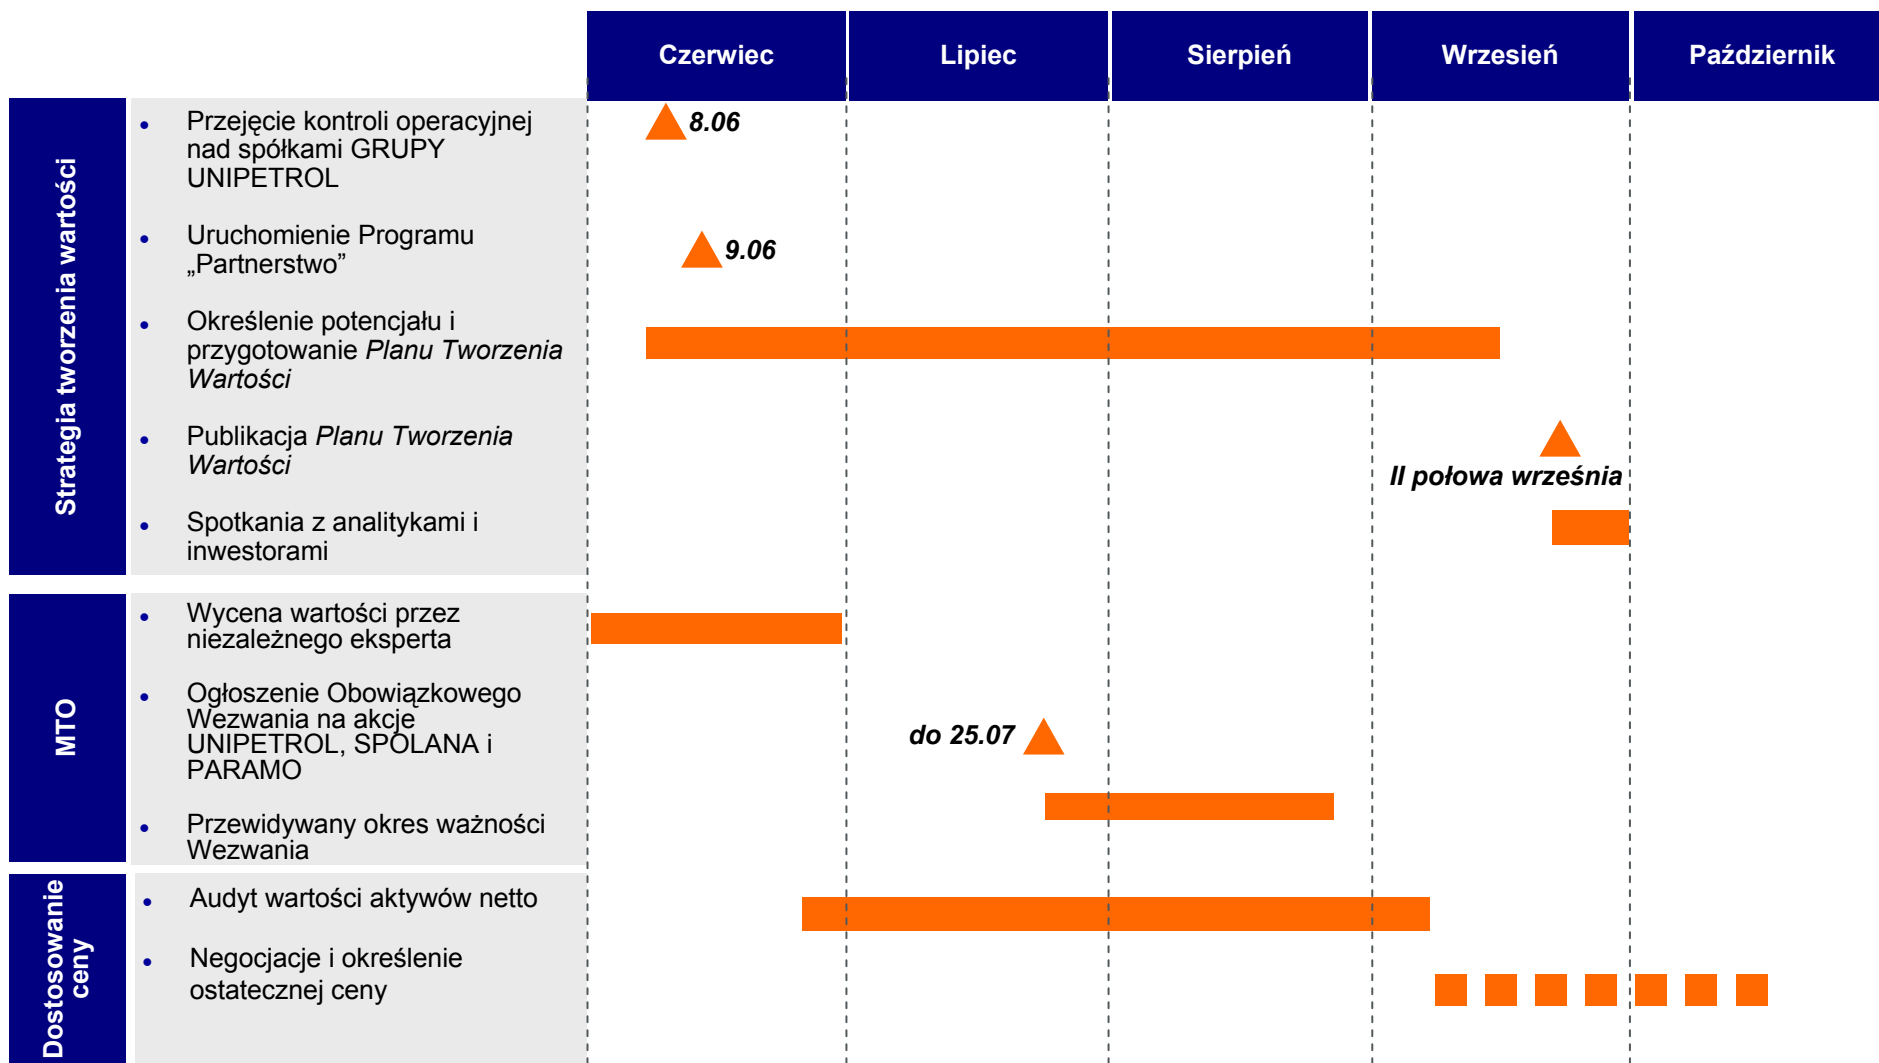 Czerwiec
Lipiec
Sierpień
Wrzesień
Październik
Strategia tworzenia wartości
Przejęcie kontroli operacyjnej
nad spółkami GRUPY
UNIPETROL
8.06
Uruchomienie Programu
„Partnerstwo”
9.06
Określenie potencjału i
przygotowanie Planu Tworzenia
Wartości
Publikacja Planu Tworzenia
Wartości
II połowa września
Spotkania z analitykami i
inwestorami
MTO
Wycena wartości przez
niezależnego eksperta
Ogłoszenie Obowiązkowego
Wezwania na akcje
UNIPETROL, SPOLANA i
PARAMO
do 25.07
Przewidywany okres ważności
Wezwania
Dostosowanie
ceny
Audyt wartości aktywów netto
Negocjacje i określenie
ostatecznej ceny